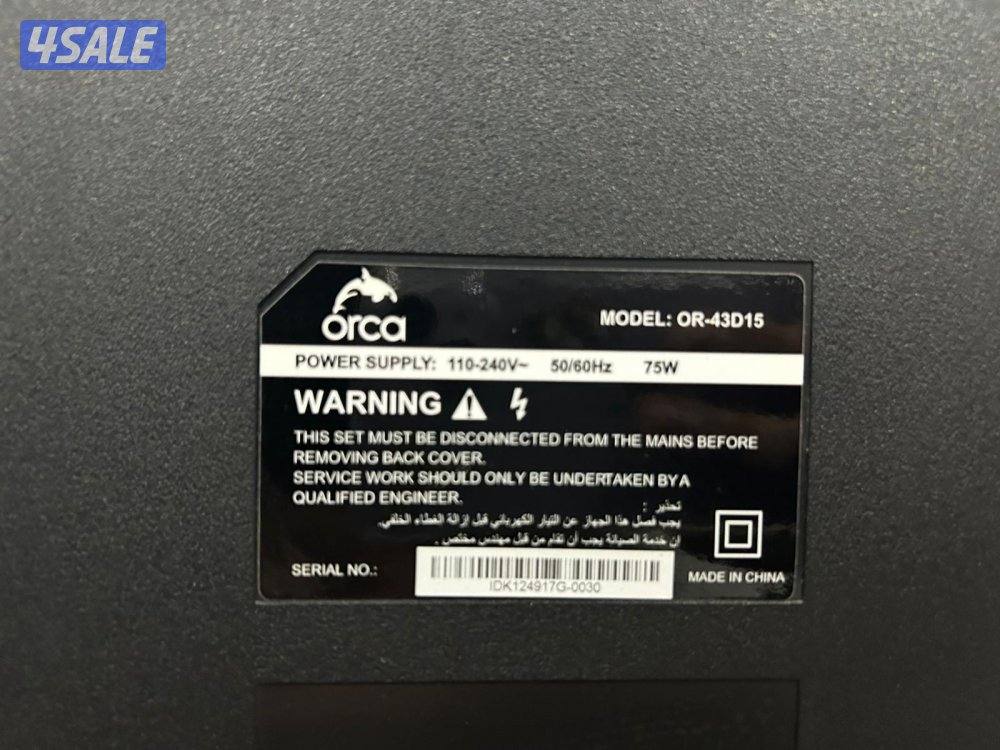 4SALE
orca
MODEL: OR-43D15
POWER SUPPLY: 110-240V~ 50/60Hz 75W
WARNING
THIS SET MUST BE DISCONNECTED FROM THE MAINS BEFORE
REMOVING BACK COVER.
SERVICE WORK SHOULD ONLY BE UNDERTAKEN BY A
QUALIFIED ENGINEER.
تحذير :
يجب فصل هذا الجهاز عن التيار الكهربائي قبل إزالة الغطاء الخلفي.
ان خدمة الصيانة يجب أن تقام من قبل مهندس مختص .
SERIAL NO.:
IDK124917G-0030
MADE IN CHINA